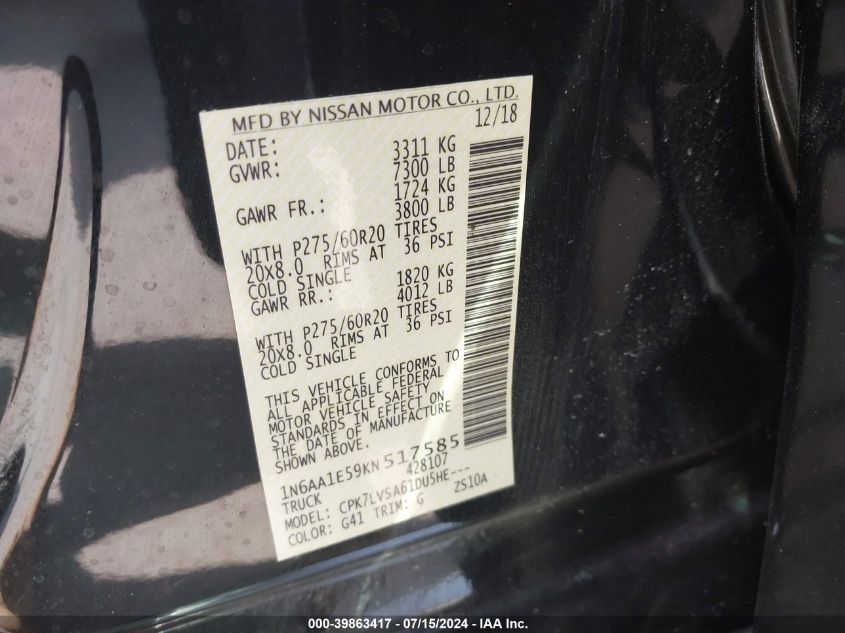 MFD BY NISSAN MOTOR CO., LTD.
DATE: 12/18
GVWR: 3311 KG
7300 LB
GAWR FR.: 1724 KG
3800 LB
WITH P275/60R20 TIRES
20X8.0 RIMS AT 36 PSI
COLD SINGLE
GAWR RR.: 1820 KG
4012 LB
WITH P275/60R20 TIRES
20X8.0 RIMS AT 36 PSI
COLD SINGLE
THIS VEHICLE CONFORMS TO
ALL APPLICABLE FEDERAL
MOTOR VEHICLE SAFETY
STANDARDS IN EFFECT ON
THE DATE OF MANUFACTURE
SHOWN ABOVE.
1N6AA1E59KN517585
TRUCK 428107
MODEL: CPK7LVSA61DU5HE---
COLOR: G41 TRIM: G ZS10A
000-39863417 - 07/15/2024 - IAA Inc.